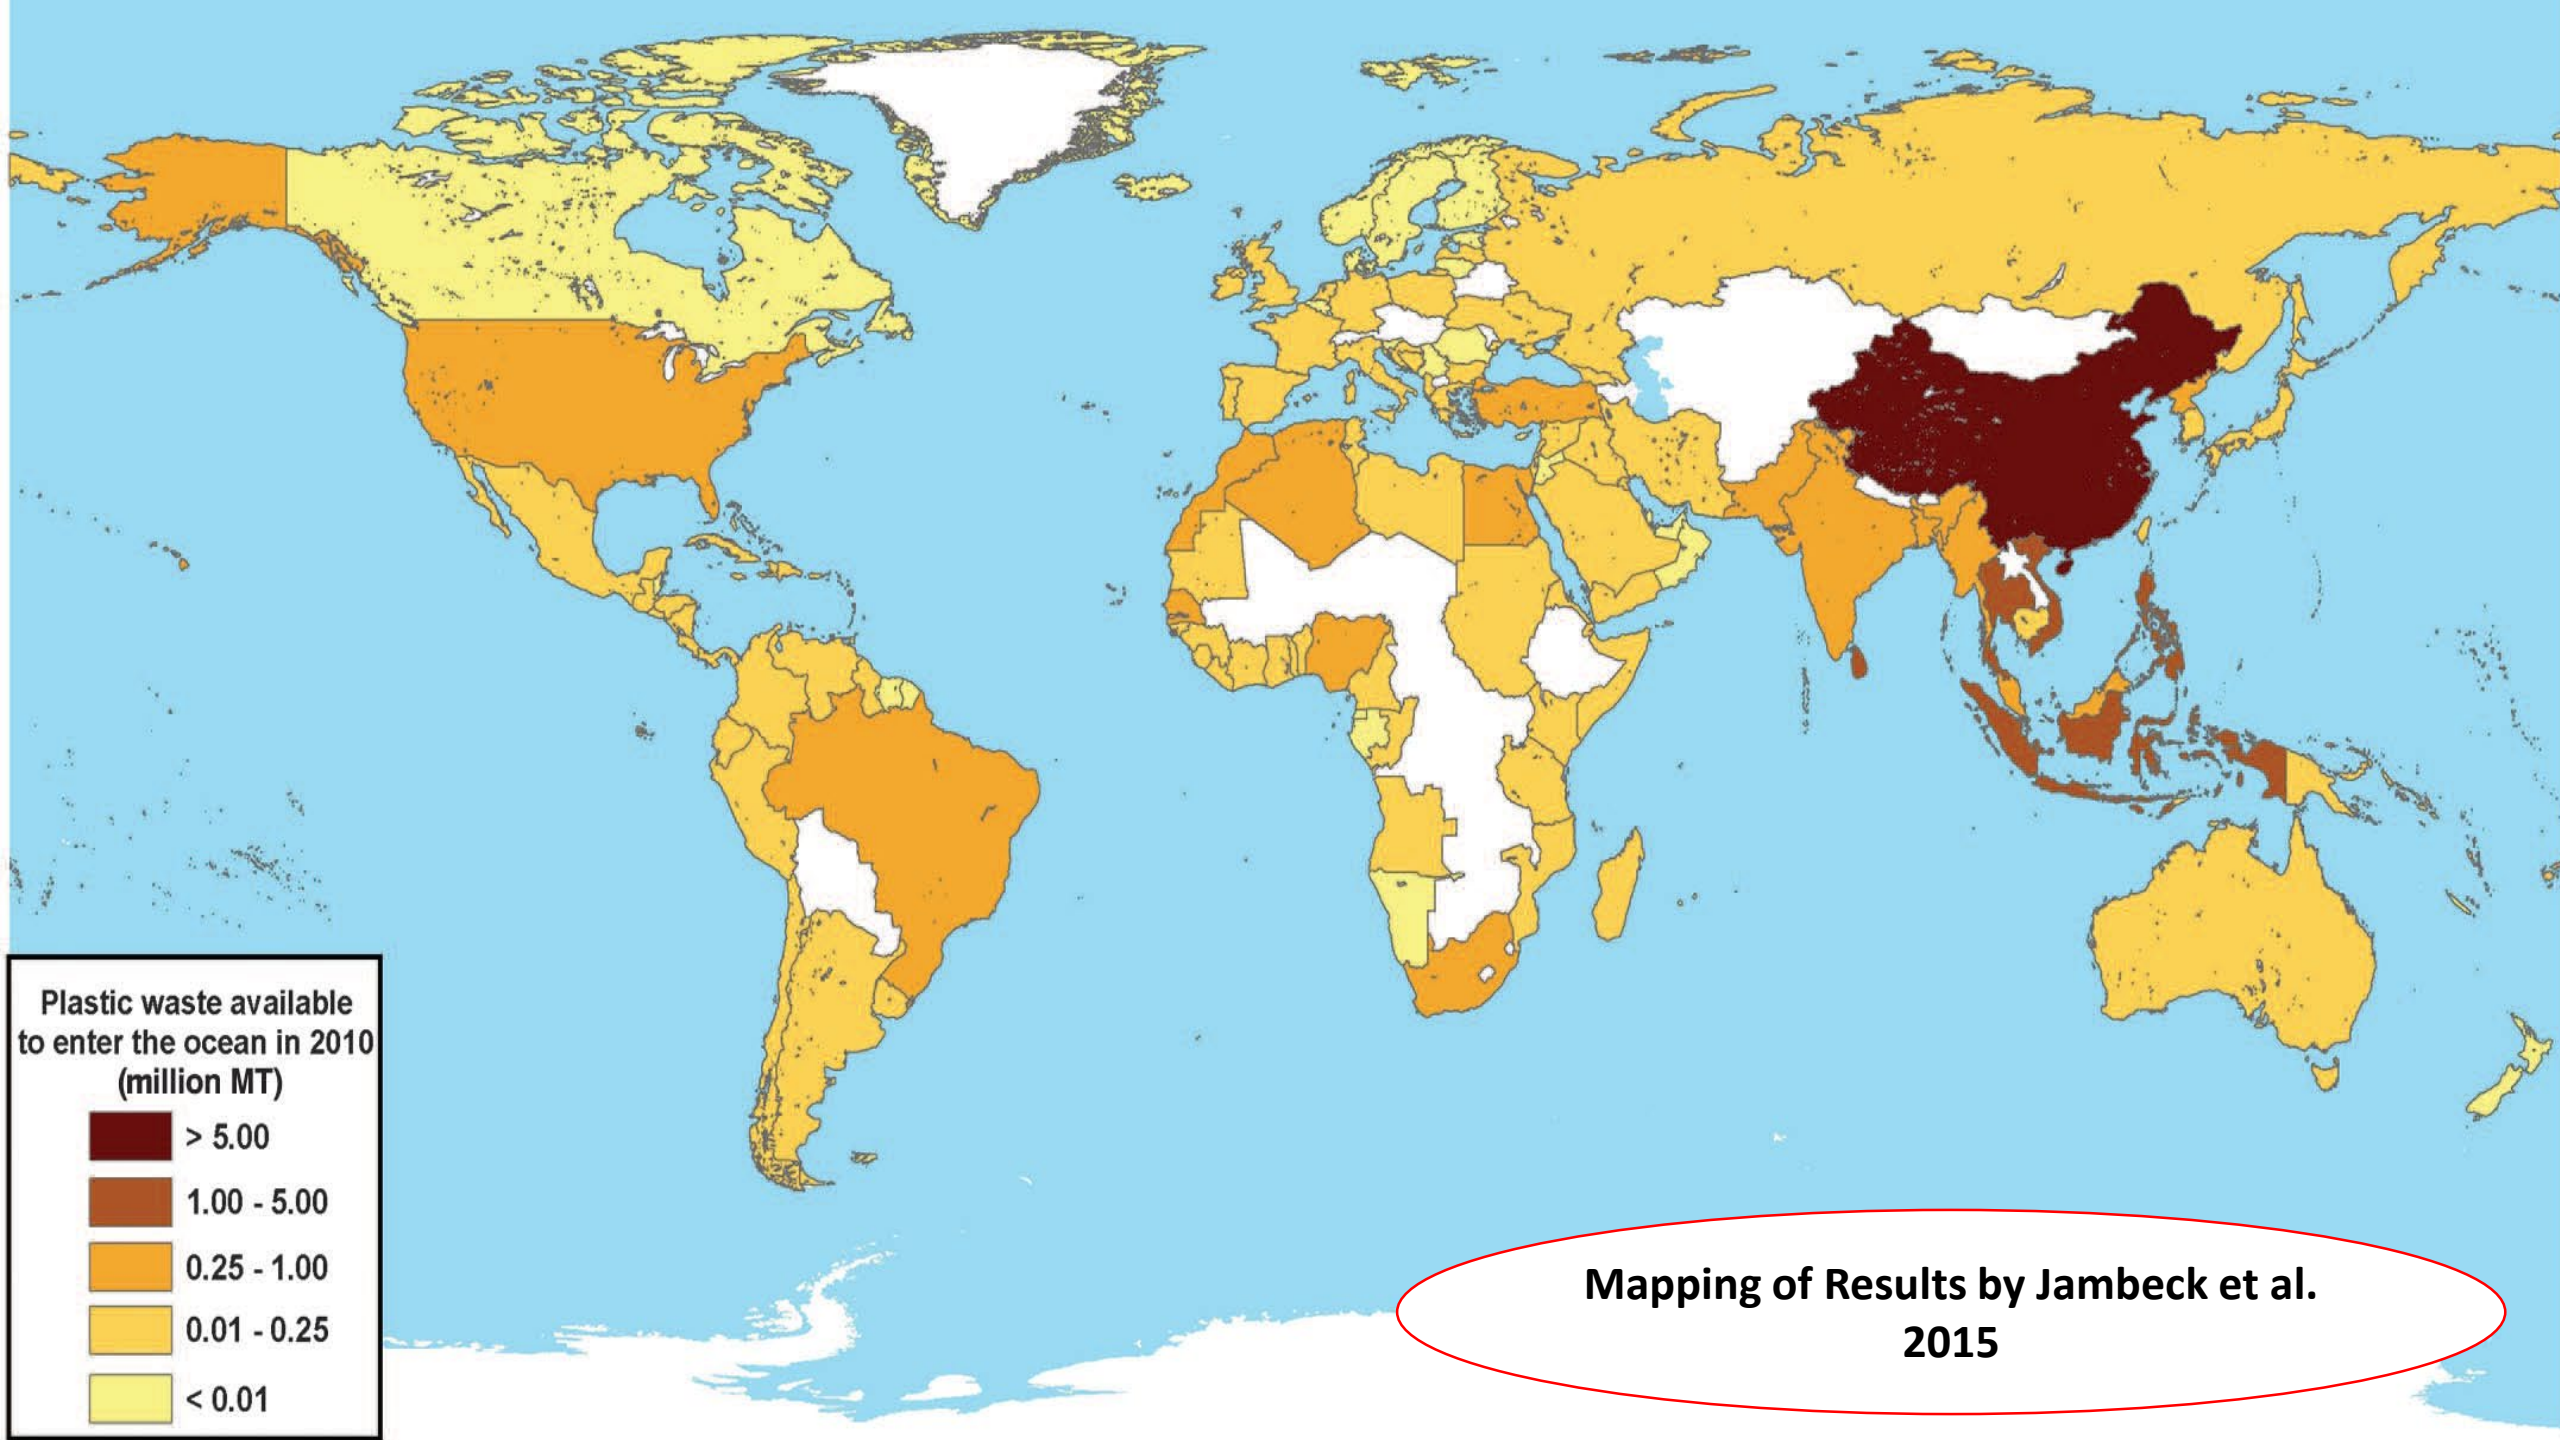 Plastic waste available
to enter the ocean in 2010
(million MT)
> 5.00
1.00 - 5.00
0.25 - 1.00
0.01 - 0.25
< 0.01
Mapping of Results by Jambeck et al.
2015